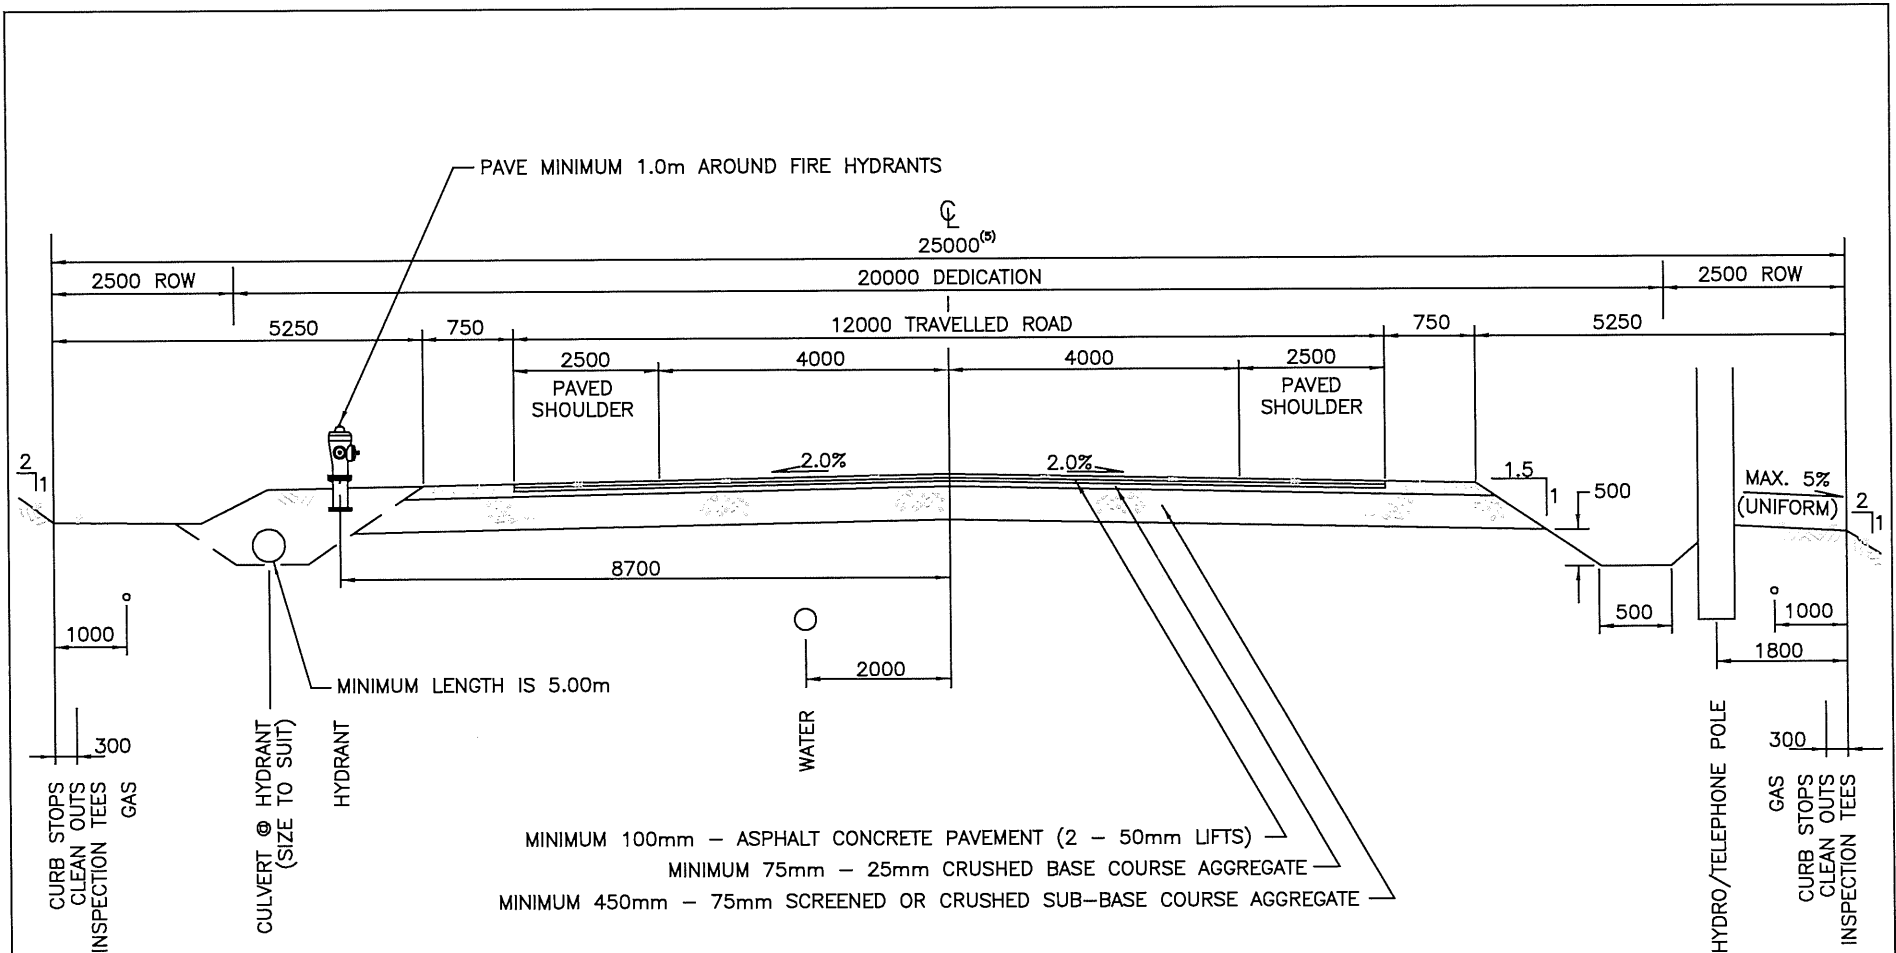 PAVE MINIMUM 1.0m AROUND FIRE HYDRANTS
℄
25000(5)
2500 ROW
20000 DEDICATION
2500 ROW
5250
750
12000 TRAVELLED ROAD
750
5250
2500
4000
4000
2500
PAVED
SHOULDER
PAVED
SHOULDER
2
1
2.0%
2.0%
1.5
1
500
MAX. 5%
(UNIFORM)
2
1
8700
1000
500
1000
2000
1800
MINIMUM LENGTH IS 5.00m
300
300
CURB STOPS
CLEAN OUTS
INSPECTION TEES
GAS
CULVERT @ HYDRANT
(SIZE TO SUIT)
HYDRANT
WATER
HYDRO/TELEPHONE POLE
GAS
CURB STOPS
CLEAN OUTS
INSPECTION TEES
MINIMUM 100mm – ASPHALT CONCRETE PAVEMENT (2 – 50mm LIFTS)
MINIMUM 75mm – 25mm CRUSHED BASE COURSE AGGREGATE
MINIMUM 450mm – 75mm SCREENED OR CRUSHED SUB–BASE COURSE AGGREGATE